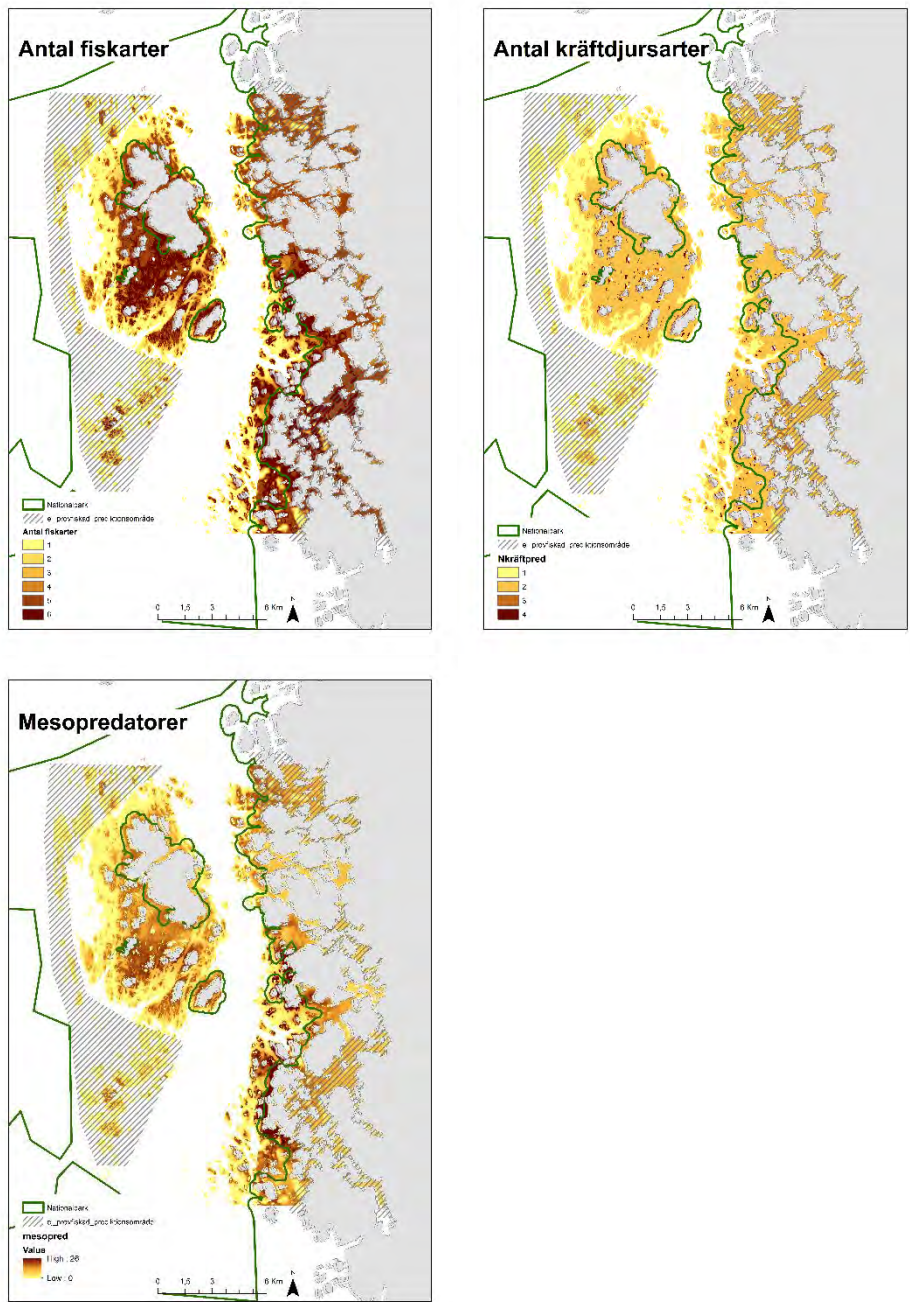 Antal fiskarter
Nationalpark
e_provfiskad_prediktionsområde
Antal fiskarter
1
2
3
4
5
6
0 1,5 3 6 Km
N
Antal kräftdjursarter
Nationalpark
e_provfiskad_prediktionsområde
Nkräftpred
1
2
3
4
0 1,5 3 6 Km
N
Mesopredatorer
Nationalpark
e_provfiskad_prediktionsområde
mesopred
Value
High : 26
Low : 0
0 1,5 3 6 Km
N